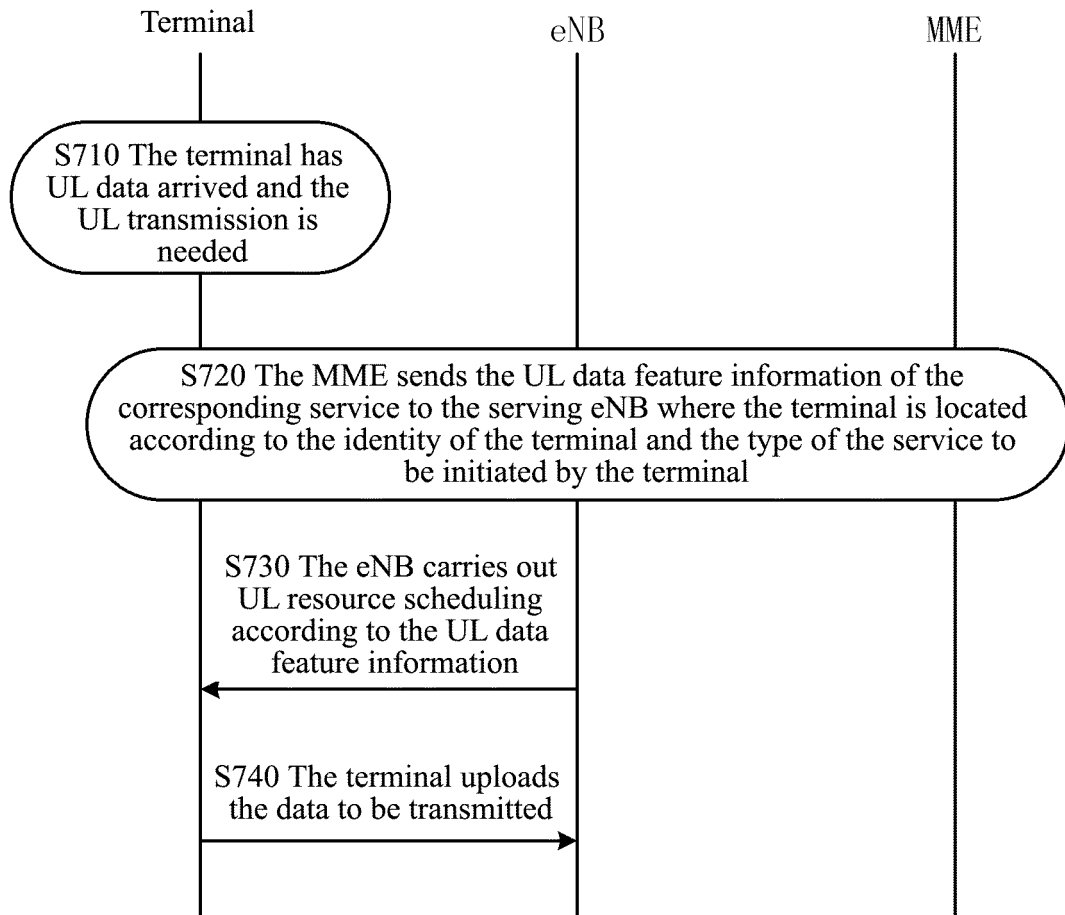 Terminal
eNB
MME
S710 The terminal has
UL data arrived and the
UL transmission is
needed
S720 The MME sends the UL data feature information of the
corresponding service to the serving eNB where the terminal is located
according to the identity of the terminal and the type of the service to
be initiated by the terminal
S730 The eNB carries out
UL resource scheduling
according to the UL data
feature information
S740 The terminal uploads
the data to be transmitted